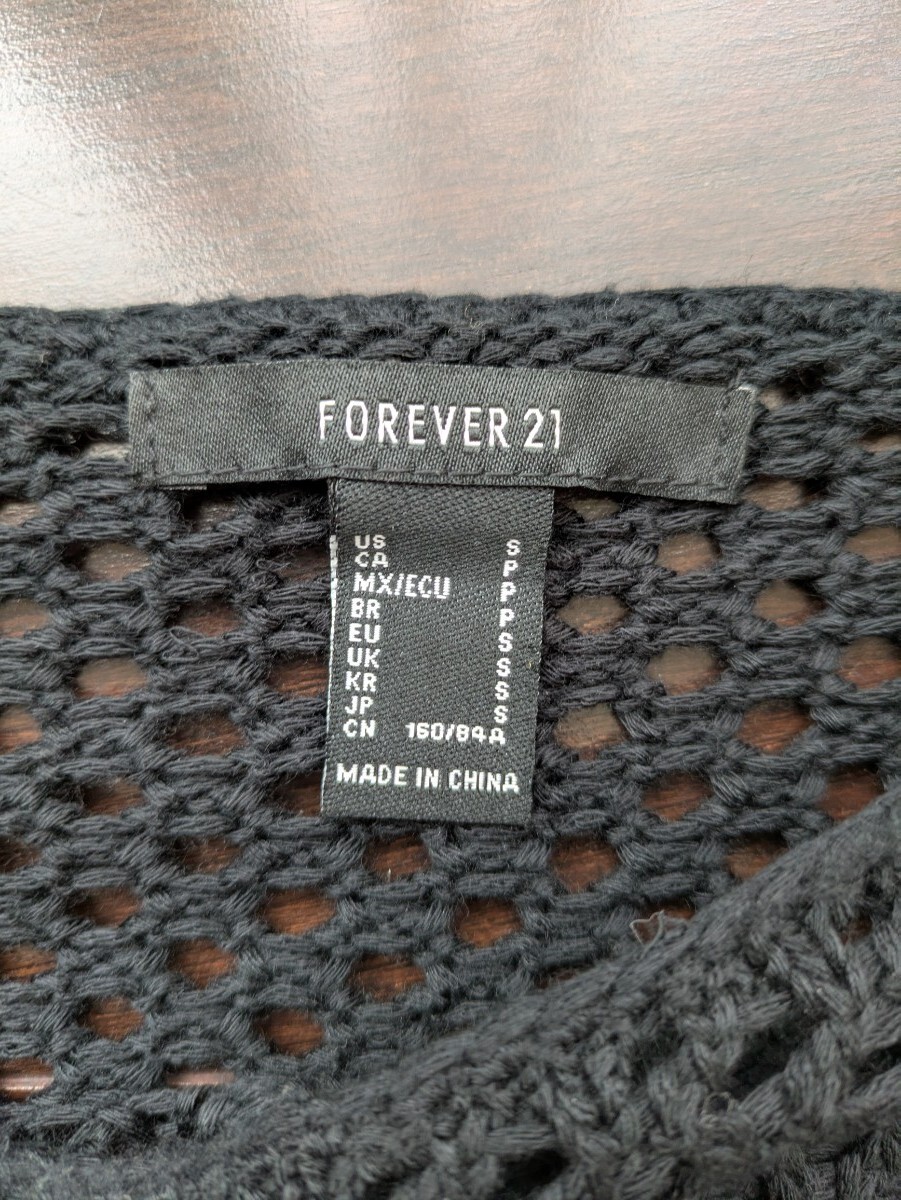 FOREVER 21
US S
CA P
MX/ECU P
BR P
EU S
UK S
KR S
JP S
CN 160/84A
MADE IN CHINA